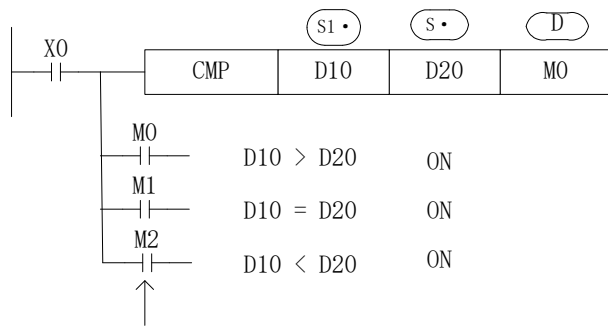 S1· S· D
X0
CMP D10 D20 M0
M0
D10 > D20 ON
M1
D10 = D20 ON
M2
D10 < D20 ON